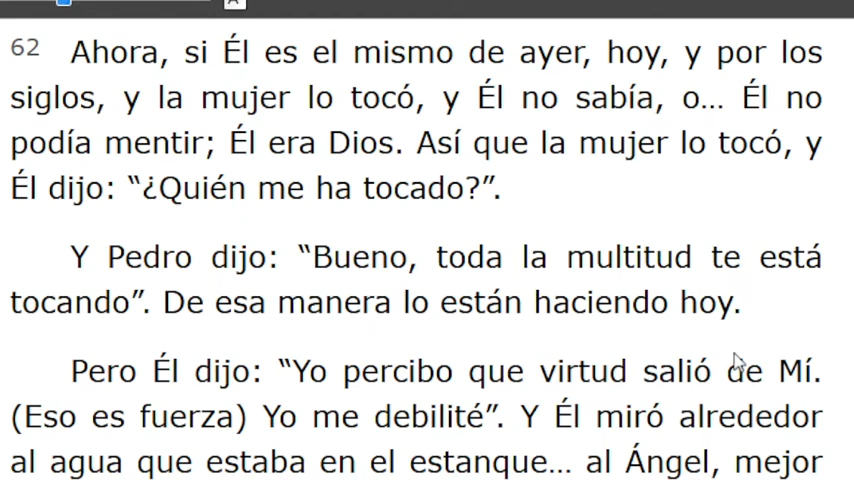 62 Ahora, si Él es el mismo de ayer, hoy, y por los
siglos, y la mujer lo tocó, y Él no sabía, o… Él no
podía mentir; Él era Dios. Así que la mujer lo tocó, y
Él dijo: “¿Quién me ha tocado?”.
Y Pedro dijo: “Bueno, toda la multitud te está
tocando”. De esa manera lo están haciendo hoy.
Pero Él dijo: “Yo percibo que virtud salió de Mí.
(Eso es fuerza) Yo me debilité”. Y Él miró alrededor
al agua que estaba en el estanque… al Ángel, mejor